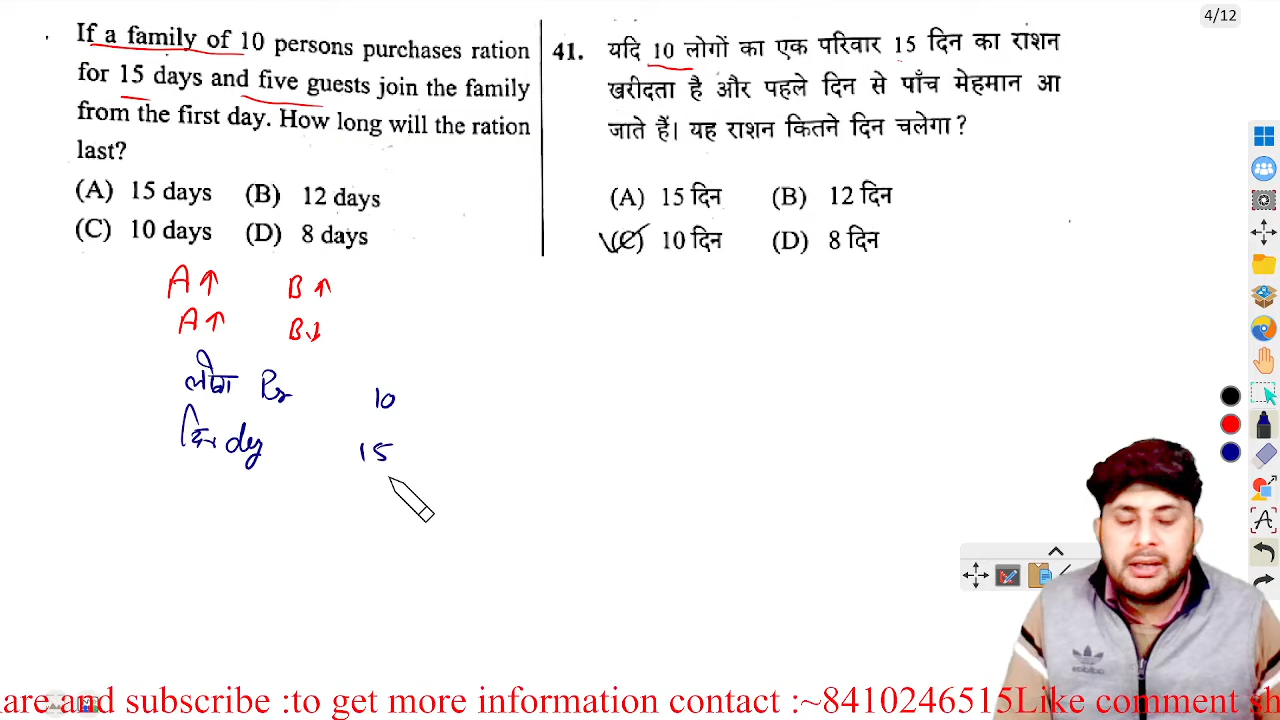 4/12
If a family of 10 persons purchases ration
for 15 days and five guests join the family
from the first day. How long will the ration
last?
(A) 15 days (B) 12 days
(C) 10 days (D) 8 days
41. यदि 10 लोगों का एक परिवार 15 दिन का राशन
खरीदता है और पहले दिन से पाँच मेहमान आ
जाते हैं। यह राशन कितने दिन चलेगा?
(A) 15 दिन (B) 12 दिन
(C) 10 दिन (D) 8 दिन
A↑ B↑
A↑ B↓
10
दिन day 15
are and subscribe :to get more information contact :~8410246515Like comment sh